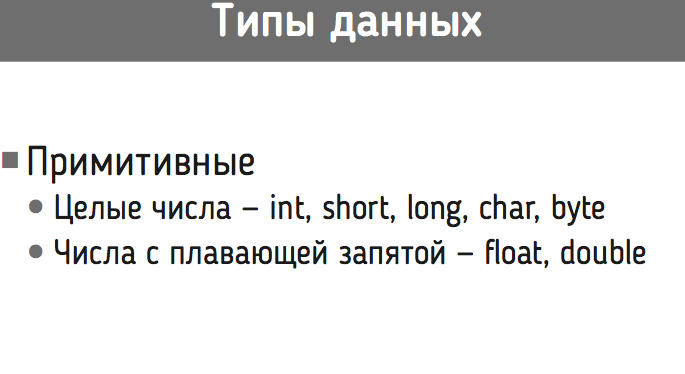 Типы данных
Примитивные
Целые числа – int, short, long, char, byte
Числа с плавающей запятой – float, double